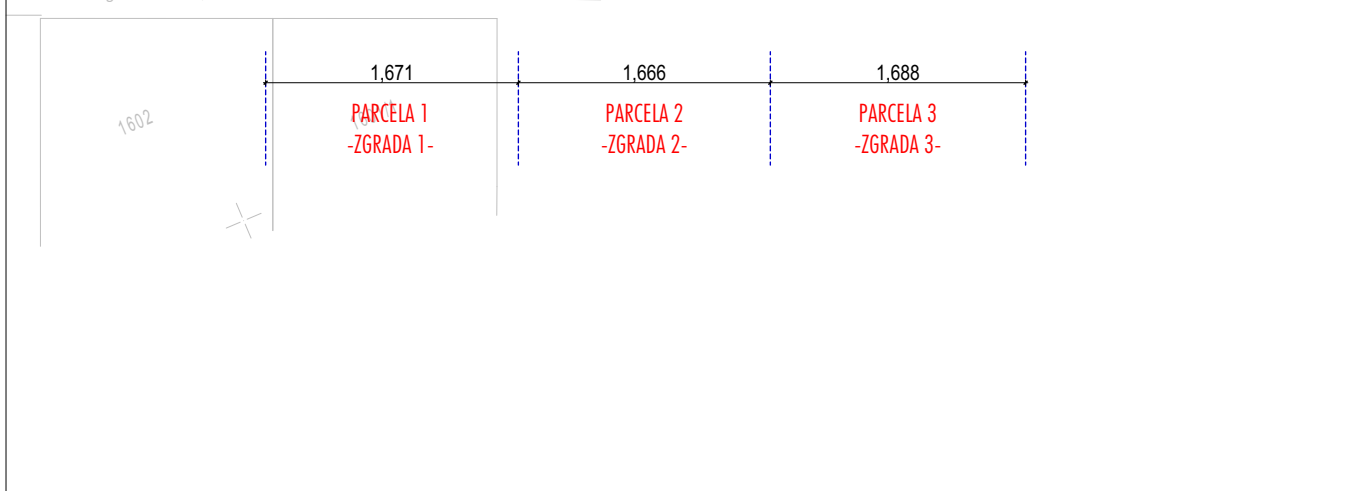 1,671
1,666
1,688
1602
PARCELA 1
-ZGRADA 1-
PARCELA 2
-ZGRADA 2-
PARCELA 3
-ZGRADA 3-